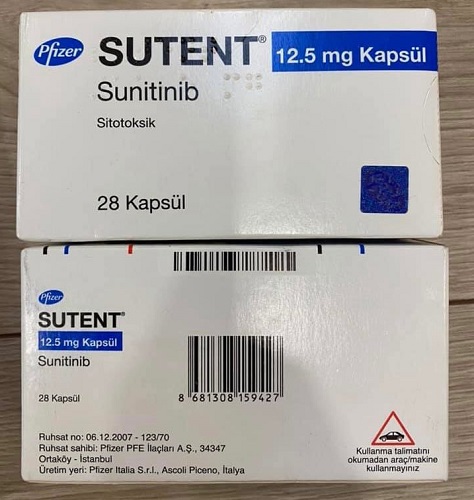 Pfizer
SUTENT® 12.5 mg Kapsül
Sunitinib
Sitotoksik
28 Kapsül
Pfizer
SUTENT®
12.5 mg Kapsül
Sunitinib
28 Kapsül
8 681308 159427
Ruhsat no: 06.12.2007 - 123/70
Ruhsat sahibi: Pfizer PFE İlaçları A.Ş., 34347
Ortaköy - İstanbul
Üretim yeri: Pfizer Italia S.r.l., Ascoli Piceno, İtalya
Kullanma talimatını
okumadan araç/makine
kullanmayınız